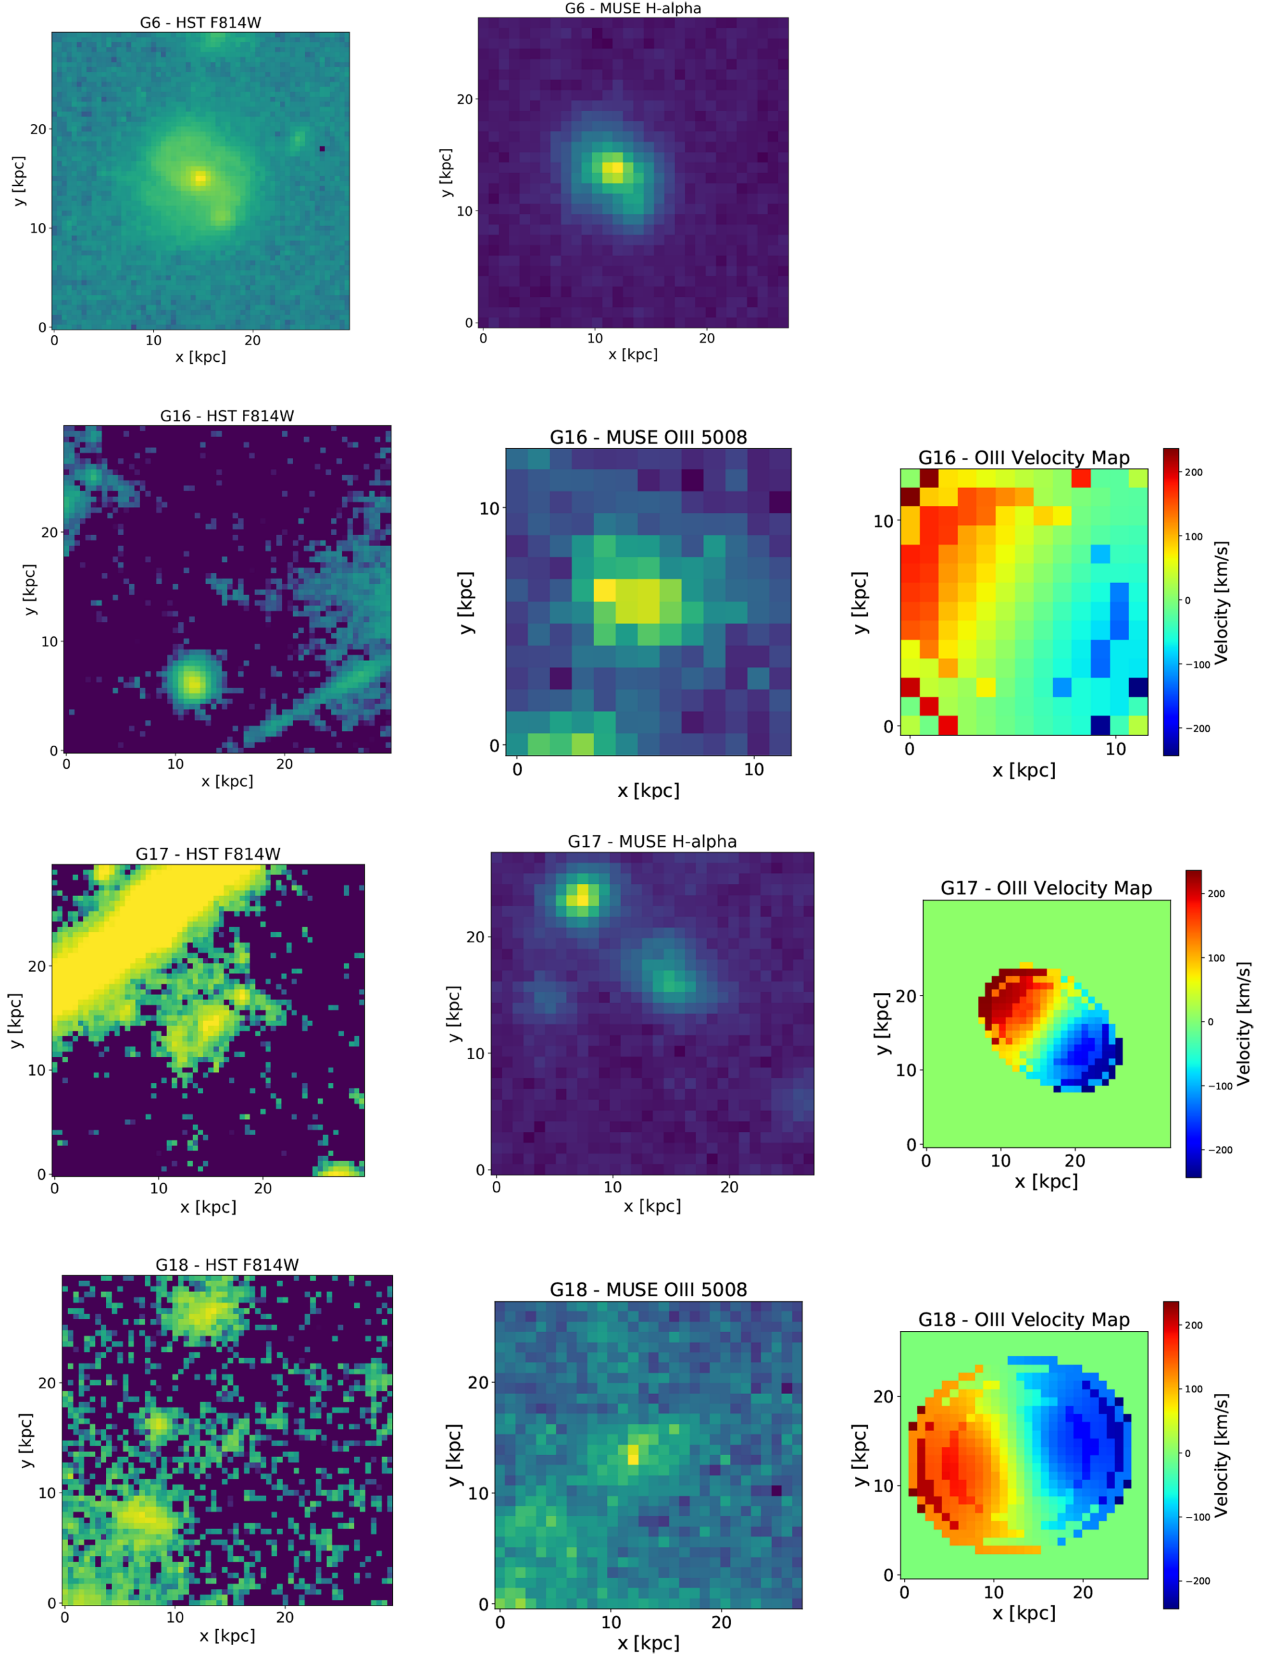 G6 - HST F814W
20
10
0
y [kpc]
0 10 20
x [kpc]
G6 - MUSE H-alpha
20
10
0
y [kpc]
0 10 20
x [kpc]
G16 - HST F814W
20
10
0
y [kpc]
0 10 20
x [kpc]
G16 - MUSE OIII 5008
10
0
y [kpc]
0 10
x [kpc]
G16 - OIII Velocity Map
10
0
y [kpc]
0 10
x [kpc]
200
100
0
−100
−200
Velocity [km/s]
G17 - HST F814W
20
10
0
y [kpc]
0 10 20
x [kpc]
G17 - MUSE H-alpha
20
10
0
y [kpc]
0 10 20
x [kpc]
G17 - OIII Velocity Map
20
10
0
y [kpc]
0 10 20
x [kpc]
200
100
0
−100
−200
Velocity [km/s]
G18 - HST F814W
20
10
0
y [kpc]
0 10 20
x [kpc]
G18 - MUSE OIII 5008
20
10
0
y [kpc]
0 10 20
x [kpc]
G18 - OIII Velocity Map
20
10
0
y [kpc]
0 10 20
x [kpc]
200
100
0
−100
−200
Velocity [km/s]